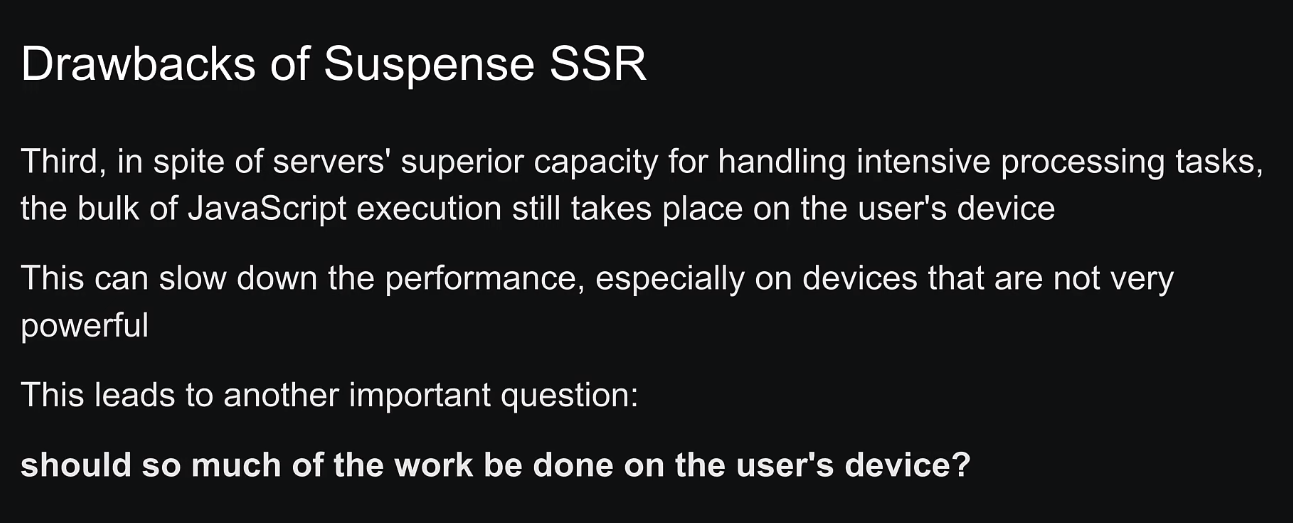 Drawbacks of Suspense SSR
Third, in spite of servers' superior capacity for handling intensive processing tasks,
the bulk of JavaScript execution still takes place on the user's device
This can slow down the performance, especially on devices that are not very
powerful
This leads to another important question:
should so much of the work be done on the user's device?